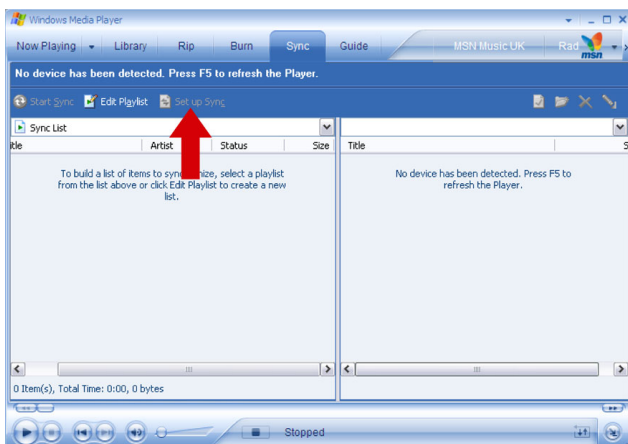 Windows Media Player
Now Playing Library Rip Burn Sync Guide MSN Music UK Rad msn
No device has been detected. Press F5 to refresh the Player.
Start Sync Edit Playlist Set up Sync
Sync List
itle Artist Status Size Title S
To build a list of items to synchronize, select a playlist
from the list above or click Edit Playlist to create a new
list.
No device has been detected. Press F5 to
refresh the Player.
0 Item(s), Total Time: 0:00, 0 bytes
Stopped